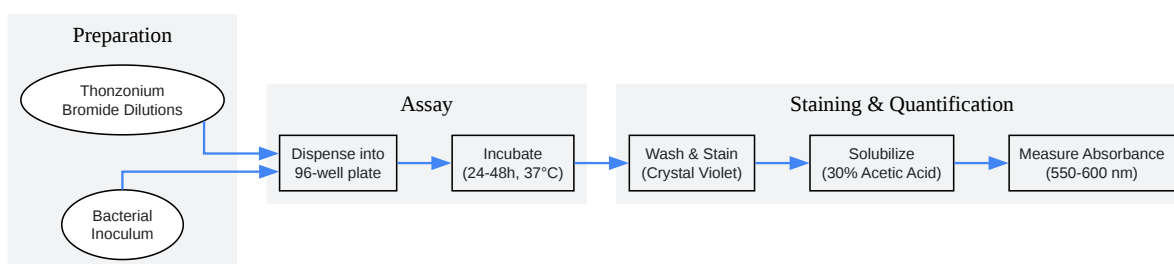 Preparation
Thonzonium
Bromide Dilutions
Bacterial
Inoculum
Assay
Dispense into
96-well plate
Incubate
(24-48h, 37°C)
Staining & Quantification
Wash & Stain
(Crystal Violet)
Solubilize
(30% Acetic Acid)
Measure Absorbance
(550-600 nm)